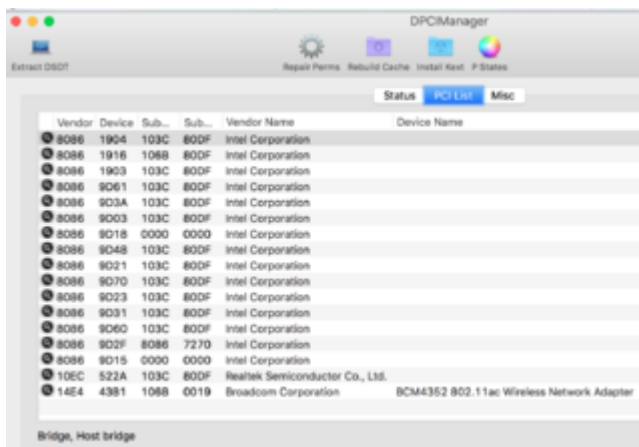 DPCIManager
Extract DSDT
Repair Perms Rebuild Cache Install Kext P States
Status PCI List Misc
Vendor Device Sub... Sub... Vendor Name Device Name
8086 1904 103C 80DF Intel Corporation
8086 1916 106B 80DF Intel Corporation
8086 1903 103C 80DF Intel Corporation
8086 9D61 103C 80DF Intel Corporation
8086 9D3A 103C 80DF Intel Corporation
8086 9D03 103C 80DF Intel Corporation
8086 9D18 0000 0000 Intel Corporation
8086 9D48 103C 80DF Intel Corporation
8086 9D21 103C 80DF Intel Corporation
8086 9D70 103C 80DF Intel Corporation
8086 9D23 103C 80DF Intel Corporation
8086 9D31 103C 80DF Intel Corporation
8086 9D60 103C 80DF Intel Corporation
8086 9D2F 8086 7270 Intel Corporation
8086 9D15 0000 0000 Intel Corporation
10EC 522A 103C 80DF Realtek Semiconductor Co., Ltd.
14E4 43B1 106B 0019 Broadcom Corporation BCM4352 802.11ac Wireless Network Adapter
Bridge, Host bridge